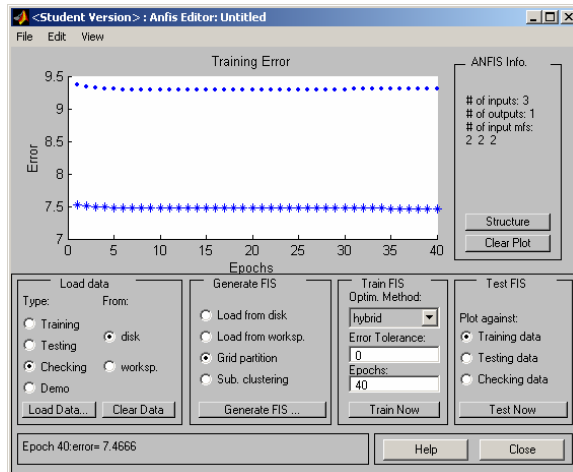 <Student Version> : Anfis Editor: Untitled
File Edit View
Training Error
9.5
9
8.5
8
7.5
7
Error
0 5 10 15 20 25 30 35 40
Epochs
ANFIS Info.
# of inputs: 3
# of outputs: 1
# of input mfs:
2 2 2
Structure
Clear Plot
Load data
Type: From:
Training
Testing
Checking
Demo
disk
worksp.
Load Data... Clear Data
Generate FIS
Load from disk
Load from worksp.
Grid partition
Sub. clustering
Generate FIS ...
Train FIS
Optim. Method:
hybrid
Error Tolerance:
0
Epochs:
40
Train Now
Test FIS
Plot against:
Training data
Testing data
Checking data
Test Now
Epoch 40:error= 7.4666
Help Close